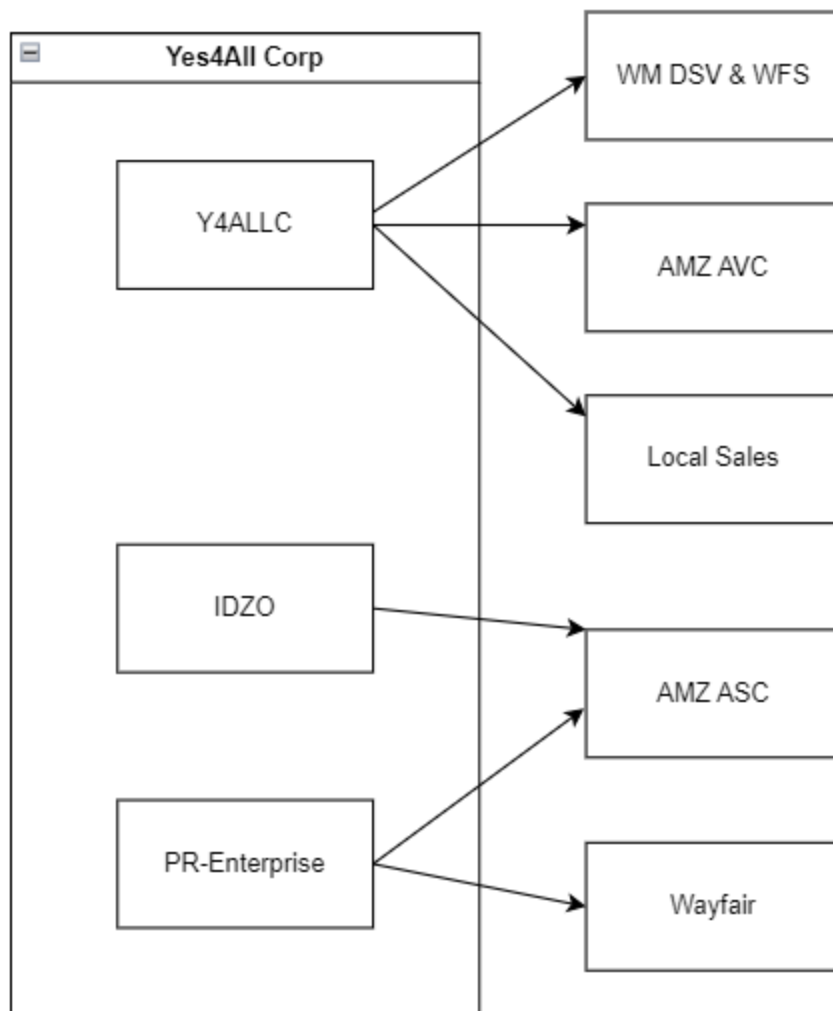 Yes4All Corp
WM DSV & WFS
Y4ALLC
AMZ AVC
Local Sales
IDZO
AMZ ASC
PR-Enterprise
Wayfair